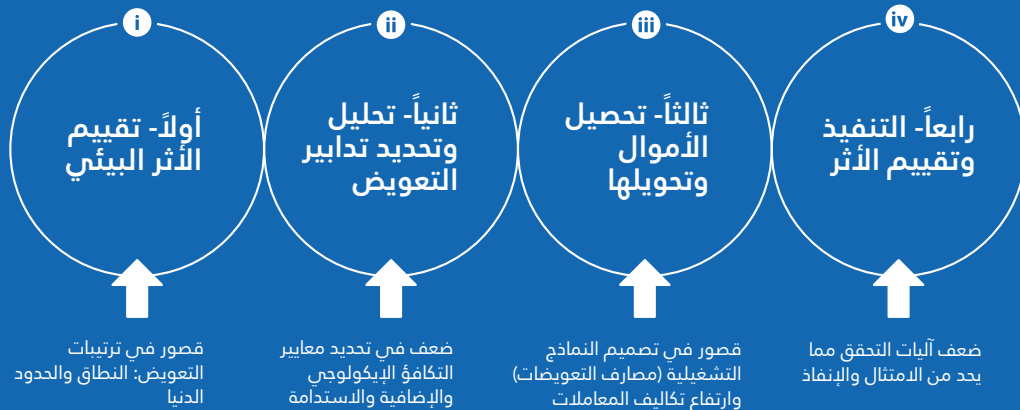 i
أولاً- تقييم
الأثر البيئي
قصور في ترتيبات
التعويض: النطاق والحدود
الدنيا
ii
ثانياً- تحليل
وتحديد تدابير
التعويض
ضعف في تحديد معايير
التكافؤ الإيكولوجي
والإضافية والاستدامة
iii
ثالثاً- تحصيل
الأموال
وتحويلها
قصور في تصميم النماذج
التشغيلية (مصارف التعويضات)
وارتفاع تكاليف المعاملات
iv
رابعاً- التنفيذ
وتقييم الأثر
ضعف آليات التحقق مما
يحد من الامتثال والإنفاذ